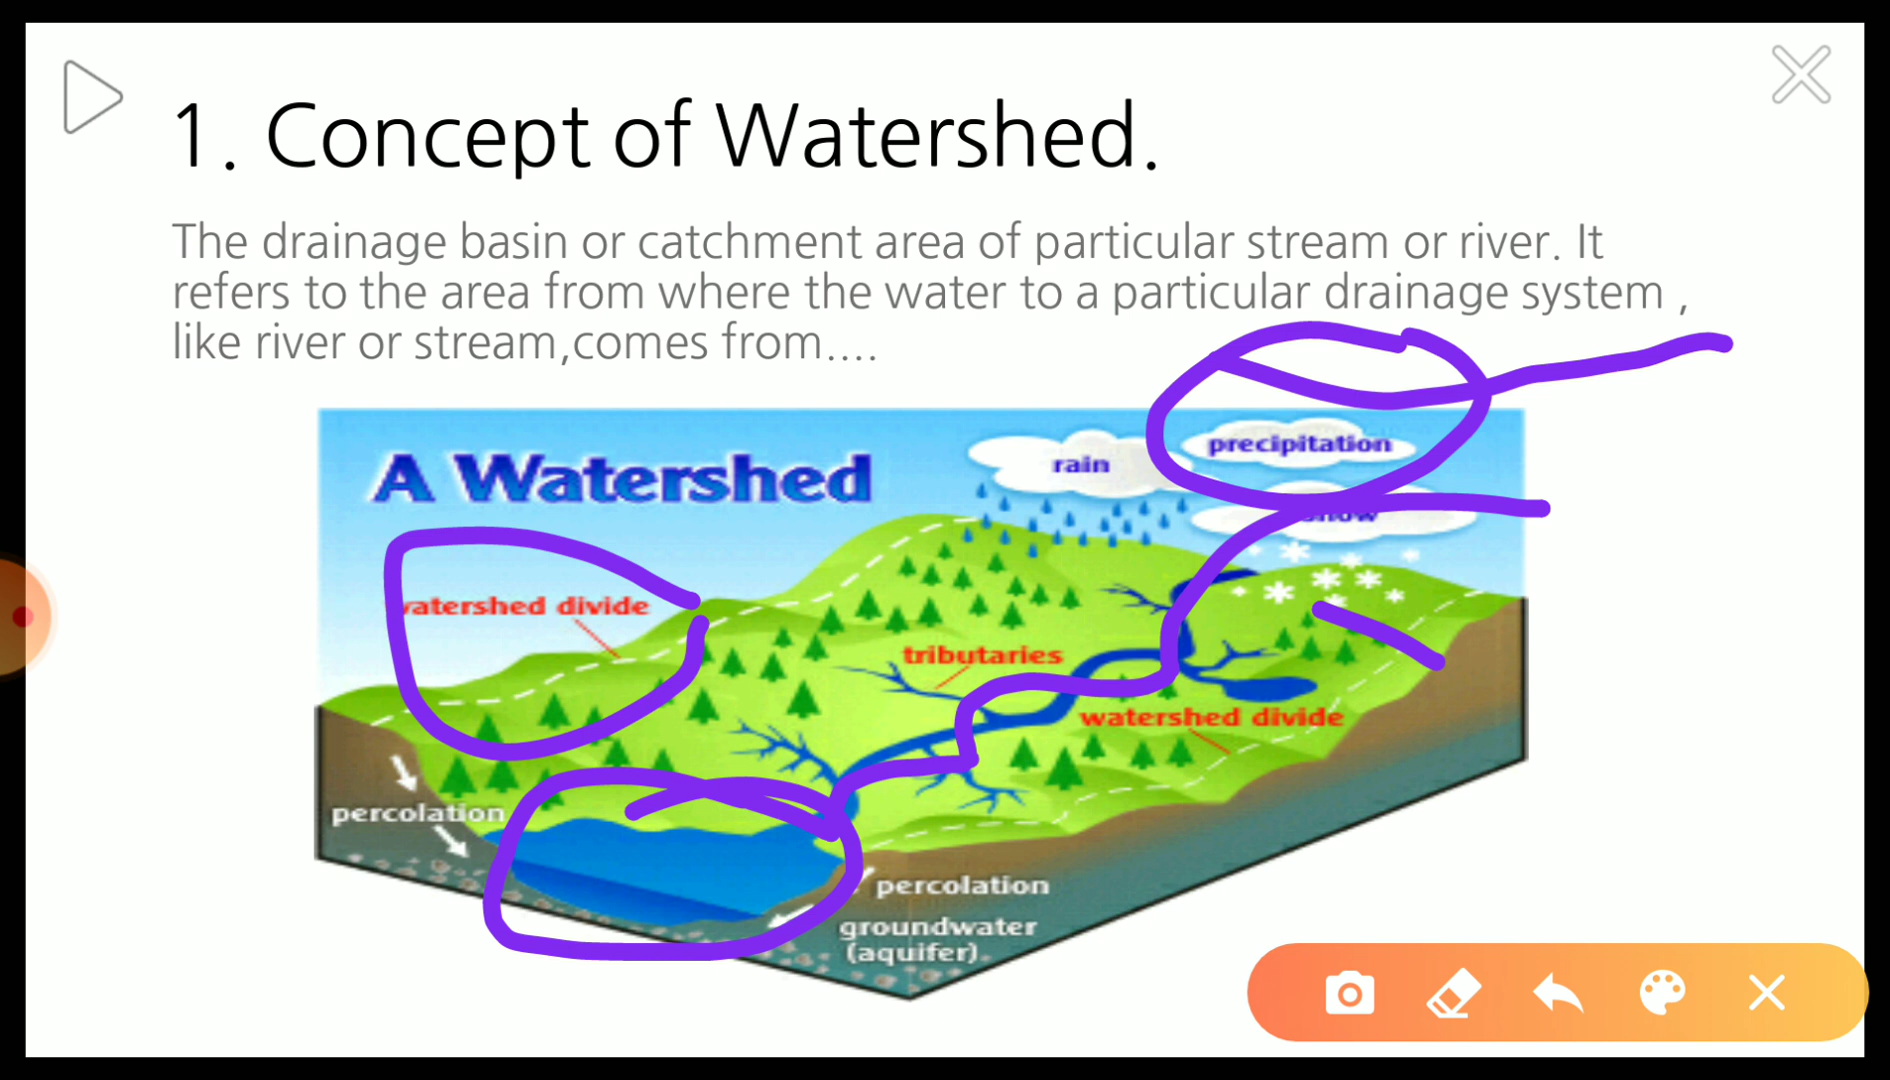 1. Concept of Watershed.
The drainage basin or catchment area of particular stream or river. It
refers to the area from where the water to a particular drainage system ,
like river or stream,comes from....
A Watershed
precipitation
rain
watershed divide
tributaries
watershed divide
percolation
percolation
groundwater
(aquifer).